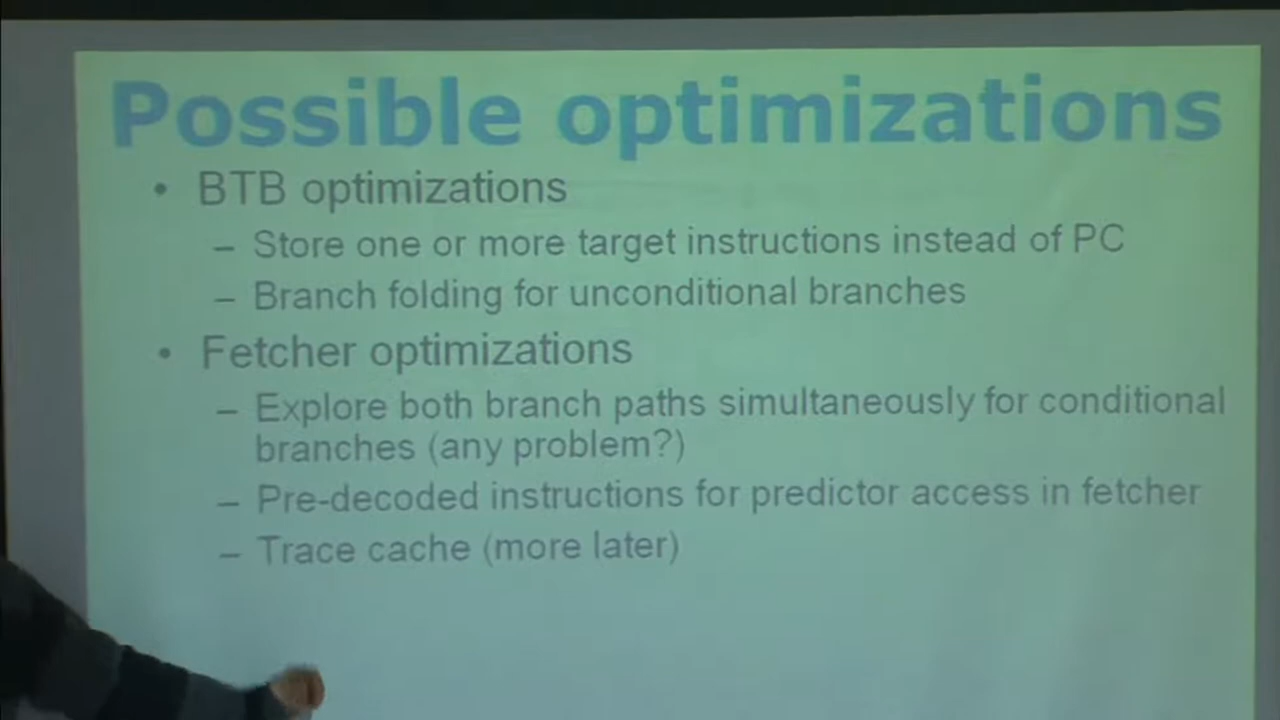 Possible optimizations
• BTB optimizations
– Store one or more target instructions instead of PC
– Branch folding for unconditional branches
• Fetcher optimizations
– Explore both branch paths simultaneously for conditional
branches (any problem?)
– Pre-decoded instructions for predictor access in fetcher
– Trace cache (more later)